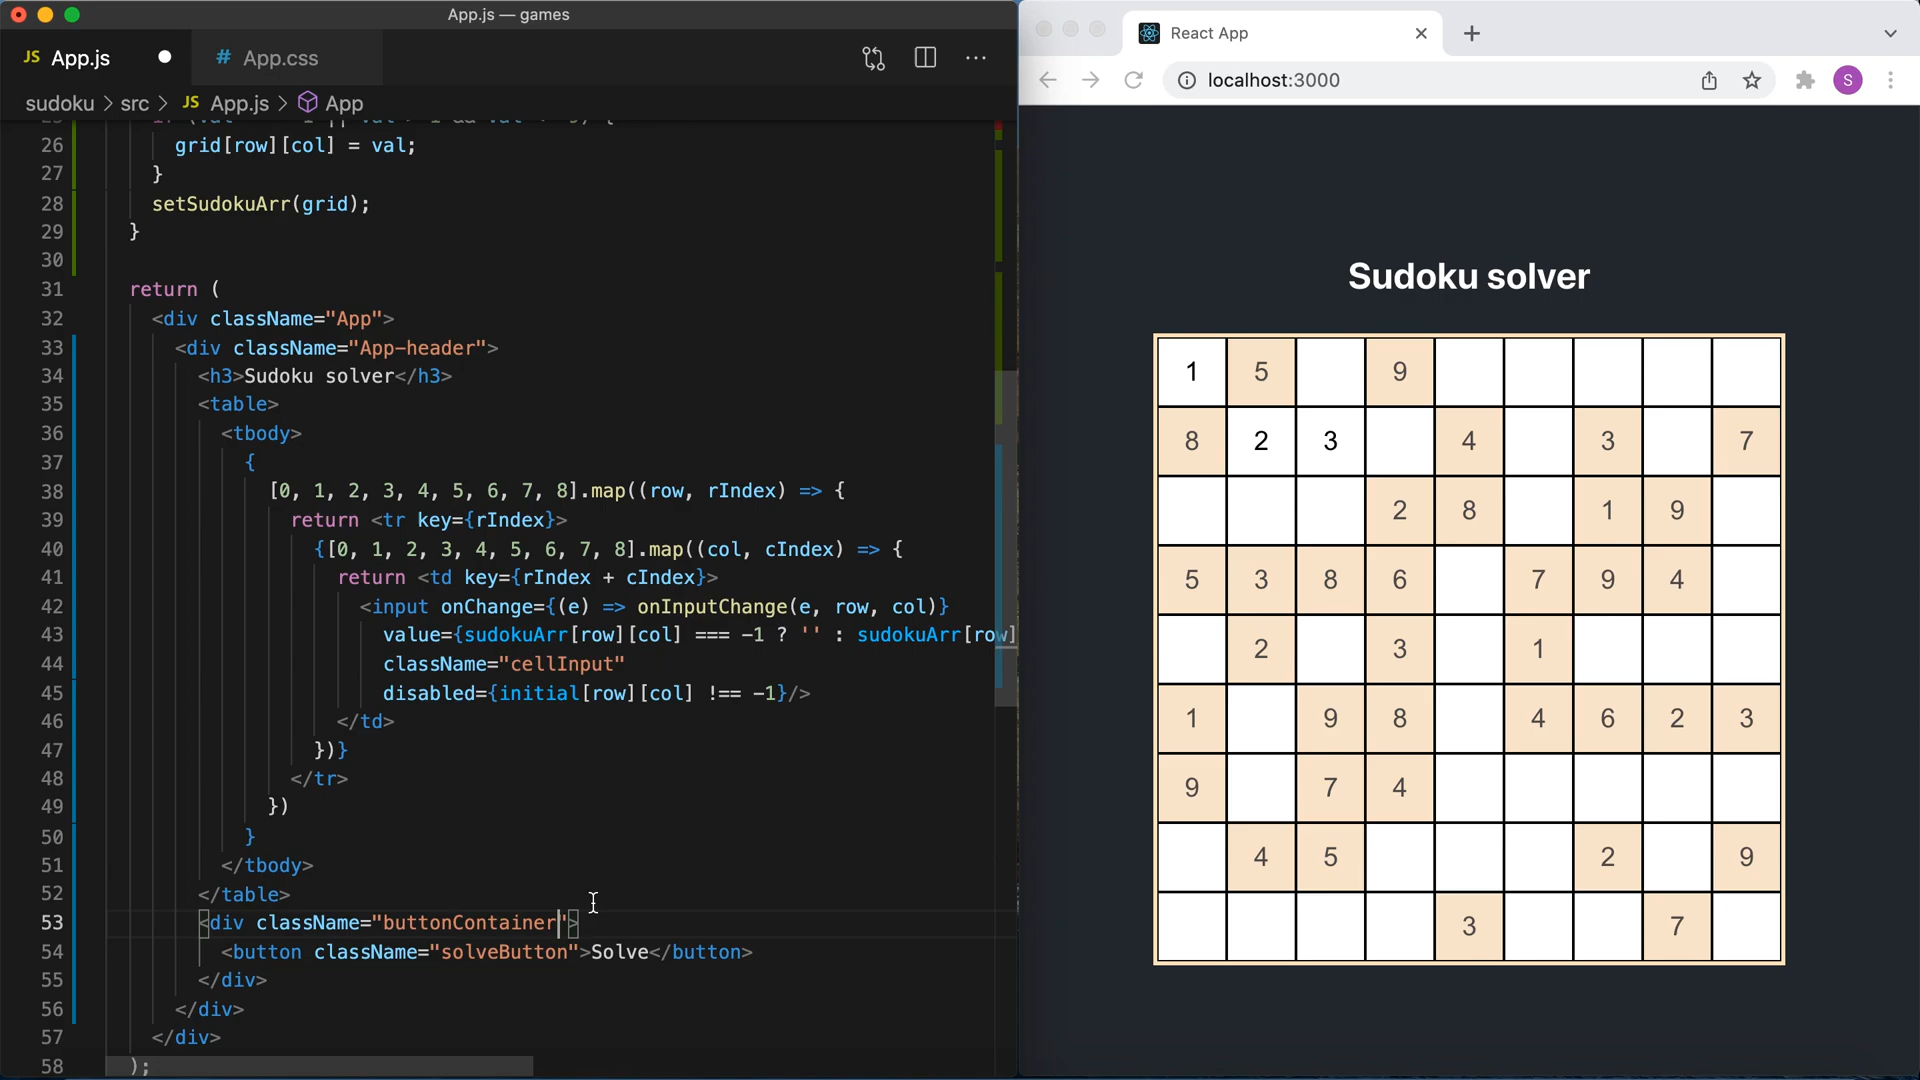 App.js — games
JS App.js
# App.css
sudoku > src > JS App.js > App
26 grid[row][col] = val;
27 }
28 setSudokuArr(grid);
29 }
30
31 return (
32 <div className="App">
33 <div className="App-header">
34 <h3>Sudoku solver</h3>
35 <table>
36 <tbody>
37 {
38 [0, 1, 2, 3, 4, 5, 6, 7, 8].map((row, rIndex) => {
39 return <tr key={rIndex}>
40 {[0, 1, 2, 3, 4, 5, 6, 7, 8].map((col, cIndex) => {
41 return <td key={rIndex + cIndex}>
42 <input onChange={(e) => onInputChange(e, row, col)}
43 value={sudokuArr[row][col] === -1 ? '' : sudokuArr[row]
44 className="cellInput"
45 disabled={initial[row][col] !== -1}/>
46 </td>
47 })}
48 </tr>
49 })
50 }
51 </tbody>
52 </table>
53 <div className="buttonContainer">
54 <button className="solveButton">Solve</button>
55 </div>
56 </div>
57 </div>
58 );
React App
localhost:3000
S
Sudoku solver
1 5 9
8 2 3 4 3 7
2 8 1 9
5 3 8 6 7 9 4
2 3 1
1 9 8 4 6 2 3
9 7 4
4 5 2 9
3 7